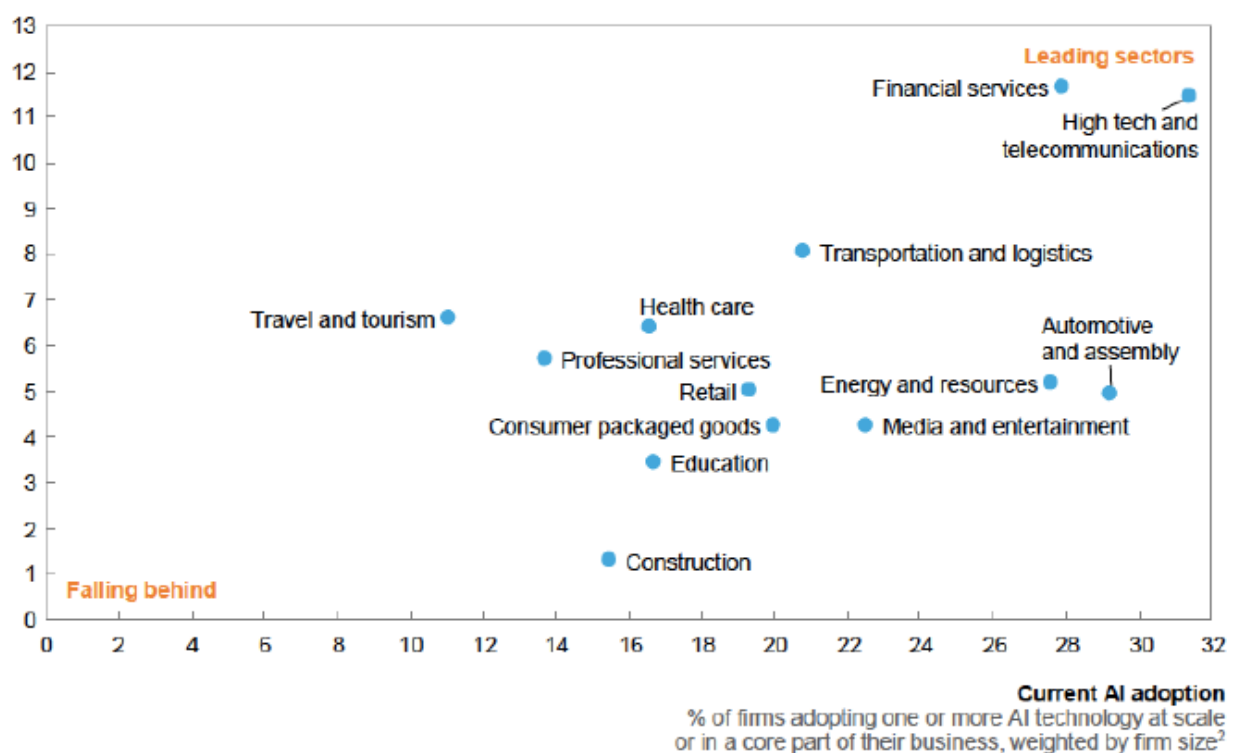 13
12
11
10
9
8
7
6
5
4
3
2
1
0
Leading sectors
Financial services
High tech and
telecommunications
Transportation and logistics
Health care
Travel and tourism
Automotive
and assembly
Professional services
Energy and resources
Retail
Consumer packaged goods
Media and entertainment
Education
Construction
Falling behind
0 2 4 6 8 10 12 14 16 18 20 22 24 26 28 30 32
Current AI adoption
% of firms adopting one or more AI technology at scale
or in a core part of their business, weighted by firm size²